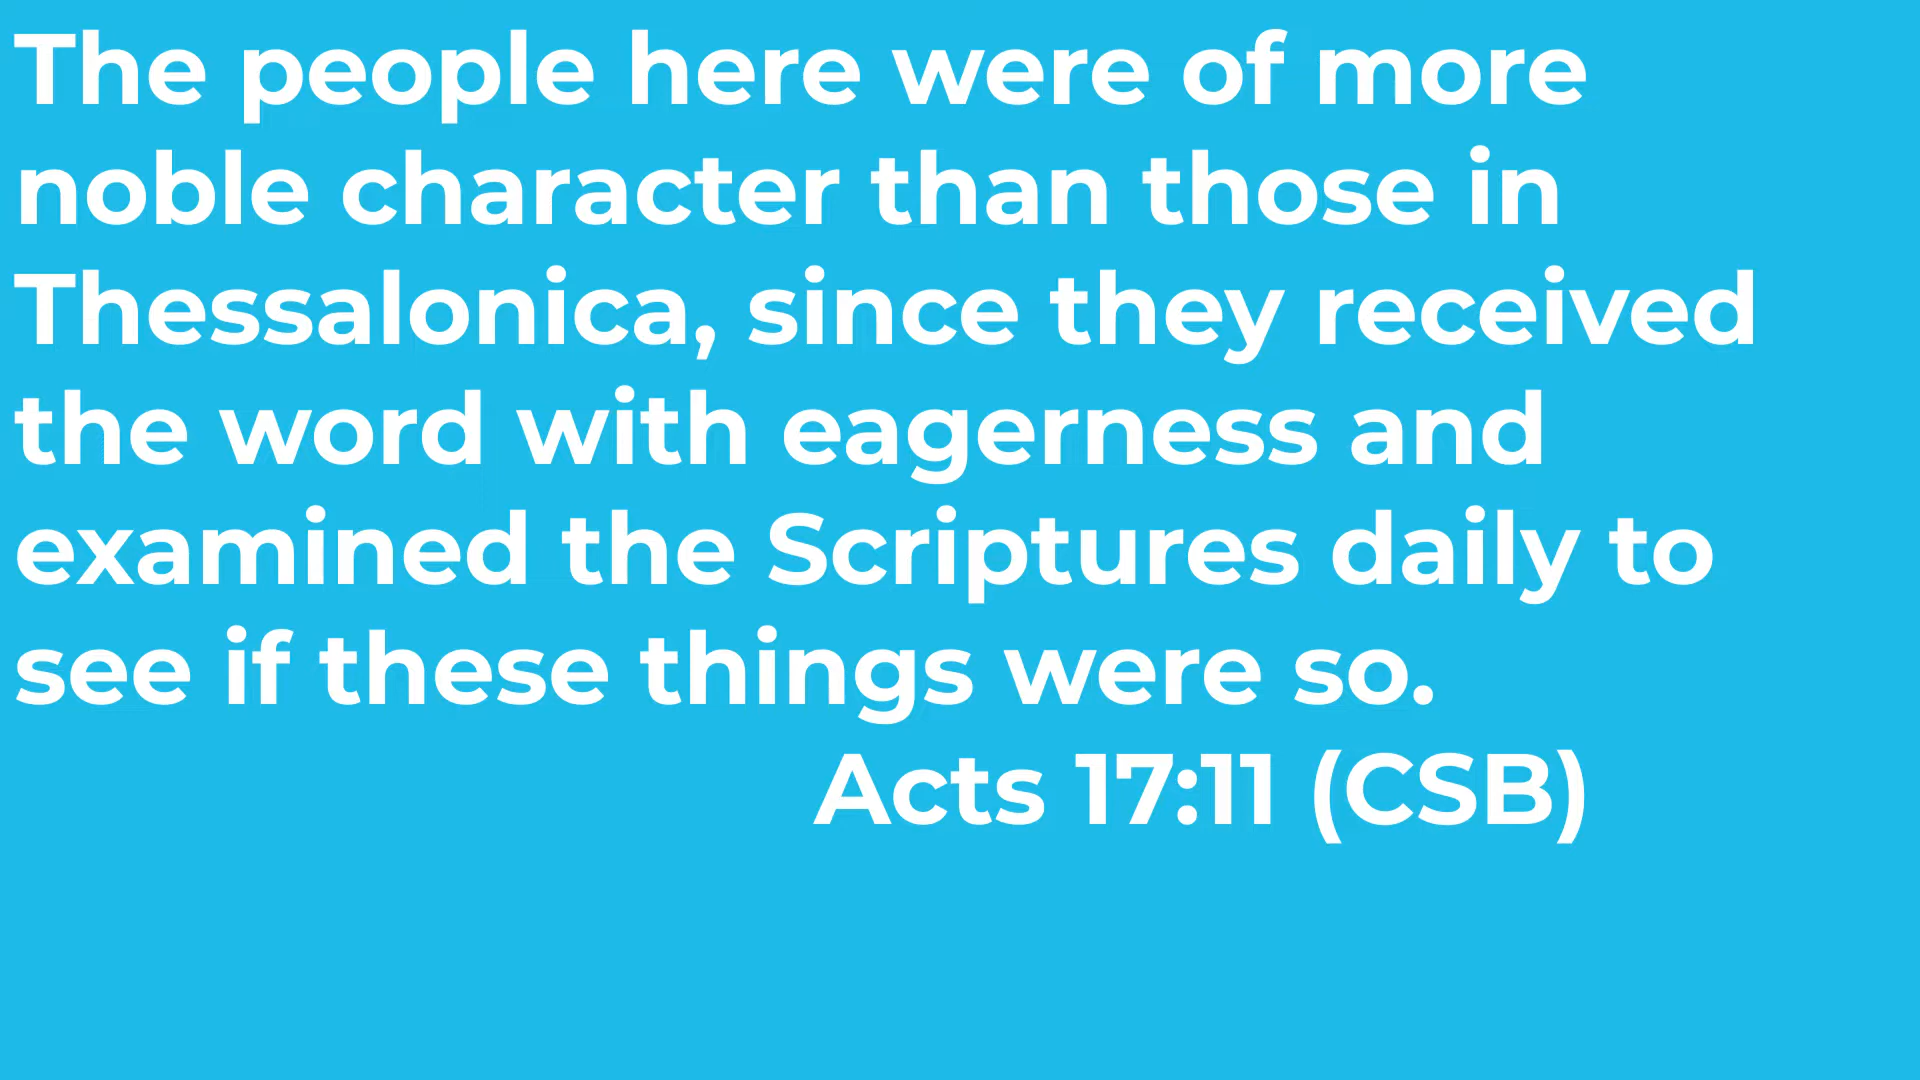 The people here were of more
noble character than those in
Thessalonica, since they received
the word with eagerness and
examined the Scriptures daily to
see if these things were so.
Acts 17:11 (CSB)